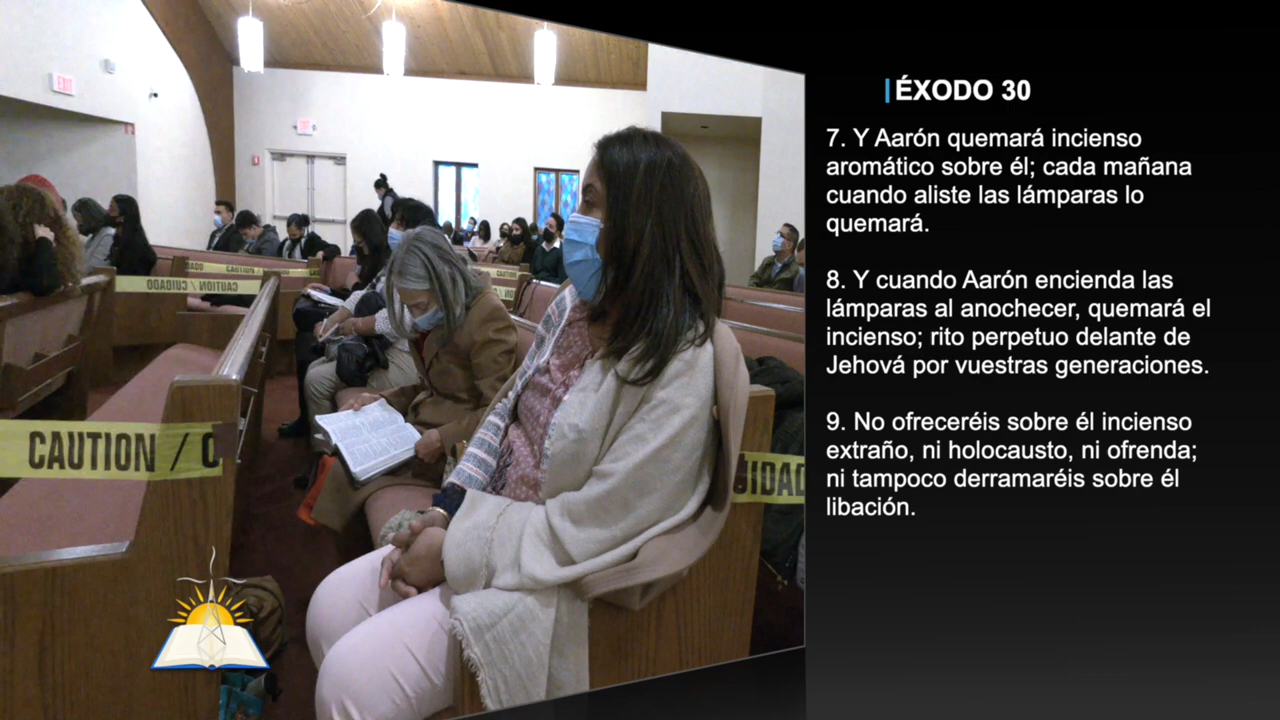 ÉXODO 30
7. Y Aarón quemará incienso
aromático sobre él; cada mañana
cuando aliste las lámparas lo
quemará.
8. Y cuando Aarón encienda las
lámparas al anochecer, quemará el
incienso; rito perpetuo delante de
Jehová por vuestras generaciones.
9. No ofreceréis sobre él incienso
extraño, ni holocausto, ni ofrenda;
ni tampoco derramaréis sobre él
libación.
EXIT
CAUTION
CAUTION / CUIDADO
CAUTION / C
UIDAD